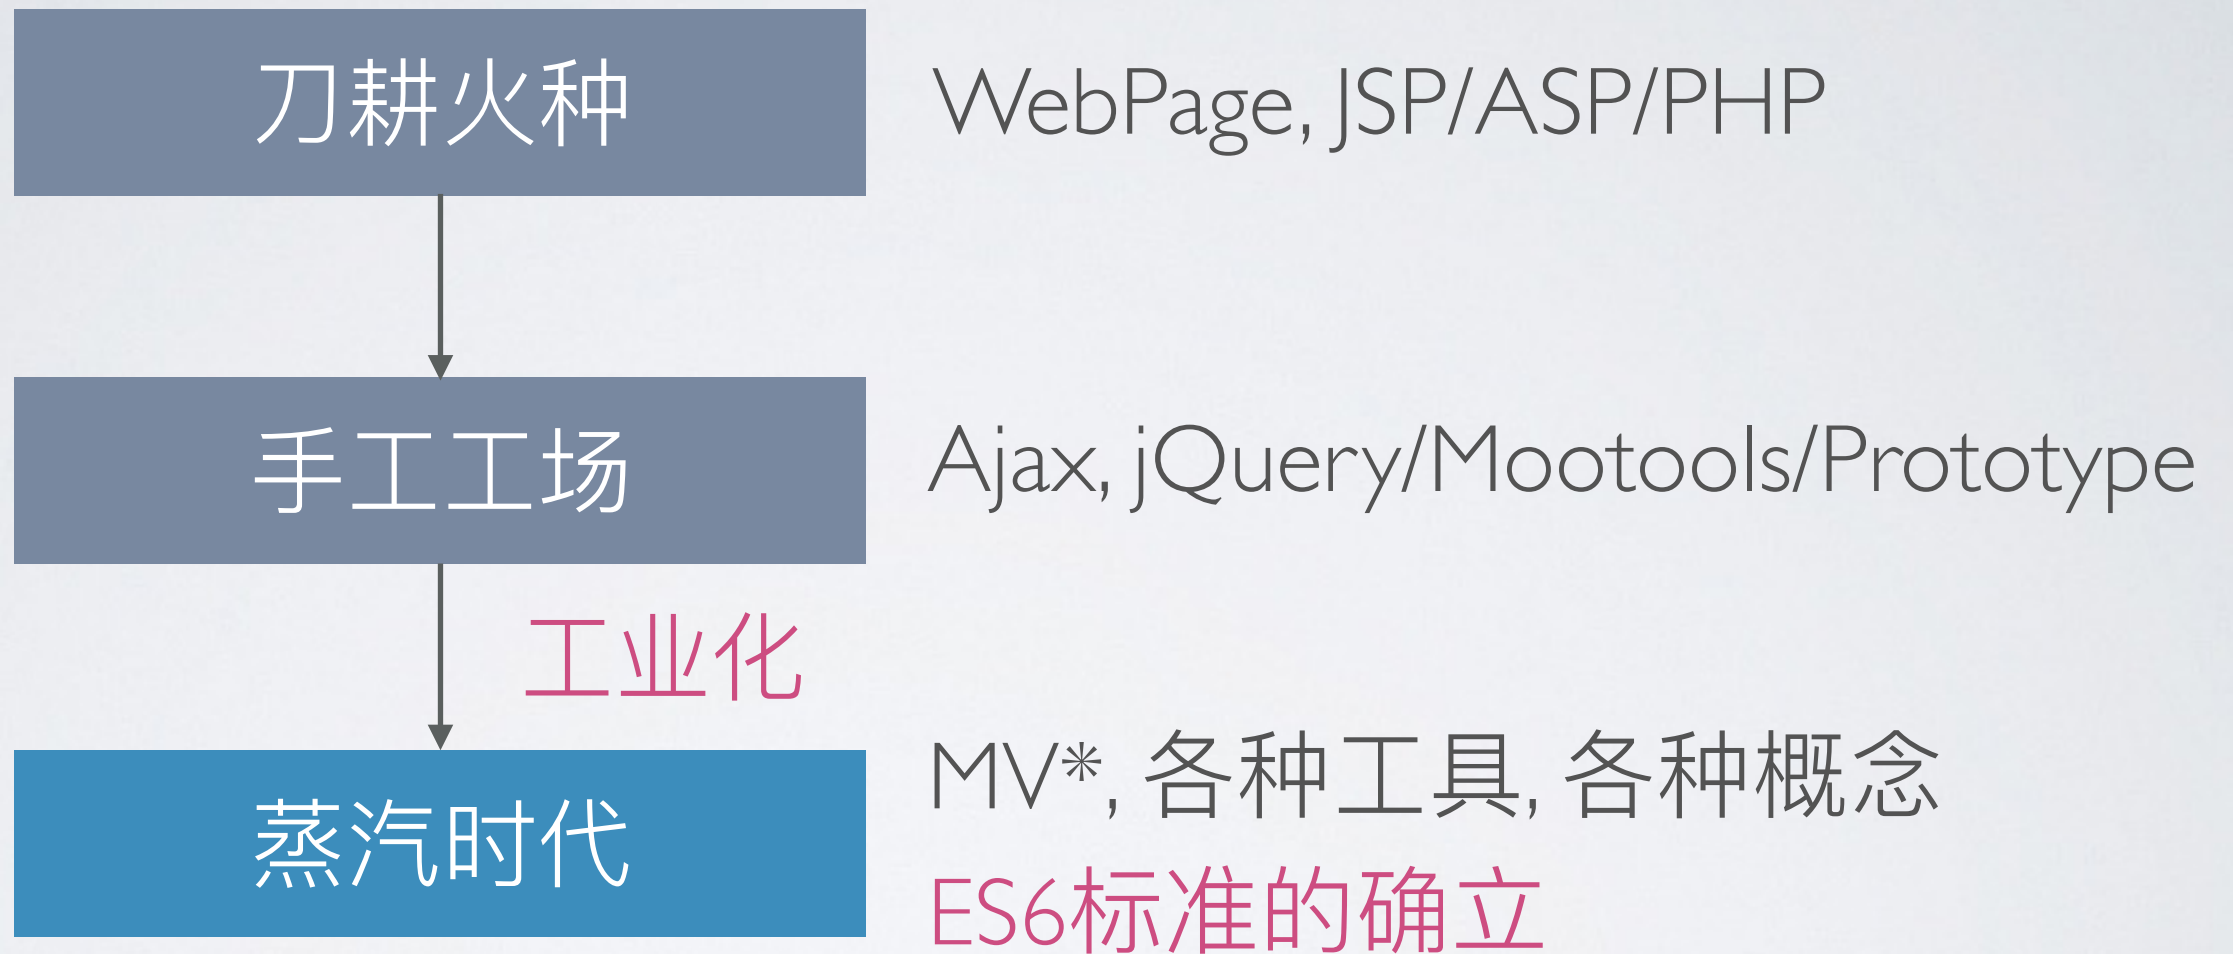 刀耕火种
WebPage, JSP/ASP/PHP
手工工场
Ajax, jQuery/Mootools/Prototype
工业化
蒸汽时代
MV*, 各种工具, 各种概念
ES6标准的确立